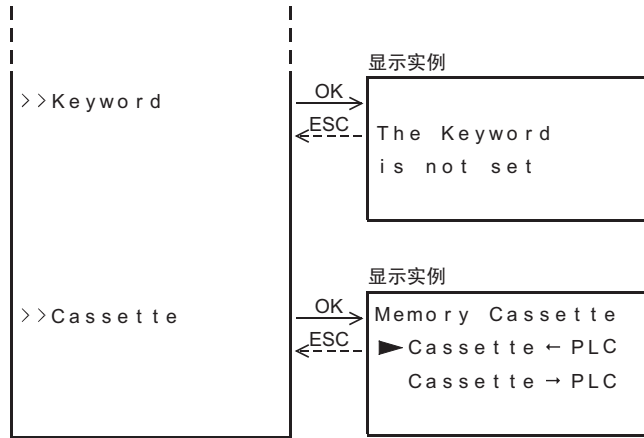 显示实例
>>Keyword
OK
ESC
The Keyword
is not set
显示实例
>>Cassette
OK
ESC
Memory Cassette
►Cassette ← PLC
Cassette → PLC